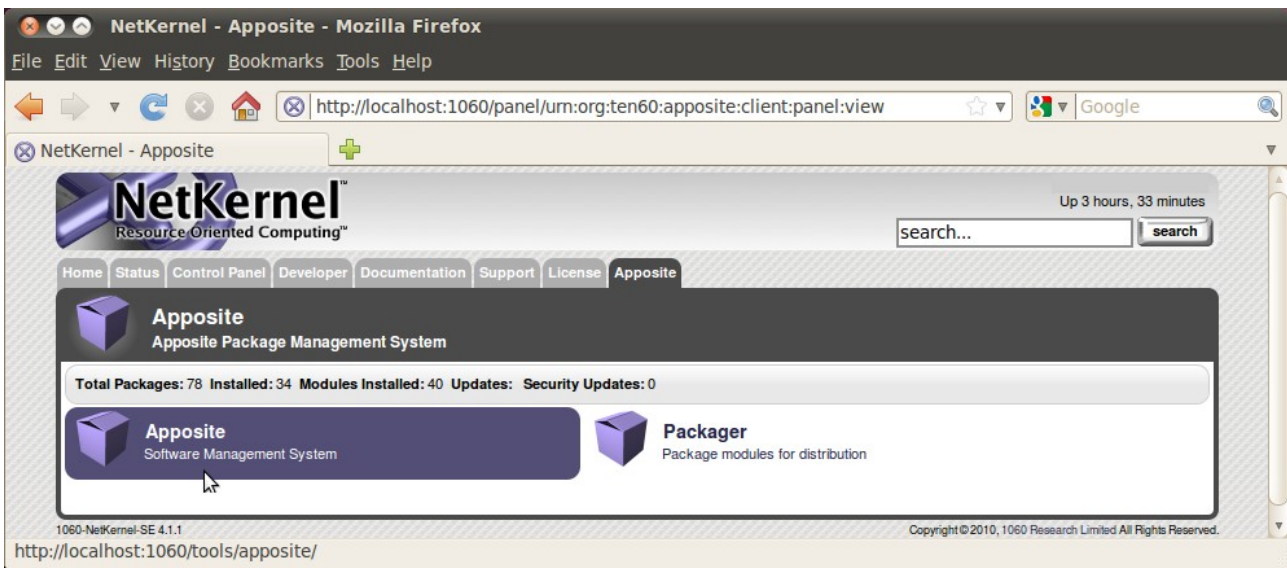 NetKernel - Apposite - Mozilla Firefox
File Edit View History Bookmarks Tools Help
http://localhost:1060/panel/urn:org:ten60:apposite:client:panel:view
Google
NetKernel - Apposite
NetKernel™
Resource Oriented Computing™
Up 3 hours, 33 minutes
search... search
Home Status Control Panel Developer Documentation Support License Apposite
Apposite
Apposite Package Management System
Total Packages: 78 Installed: 34 Modules Installed: 40 Updates: Security Updates: 0
Apposite
Software Management System
Packager
Package modules for distribution
1060-NetKernel-SE 4.1.1
Copyright © 2010, 1060 Research Limited All Rights Reserved.
http://localhost:1060/tools/apposite/